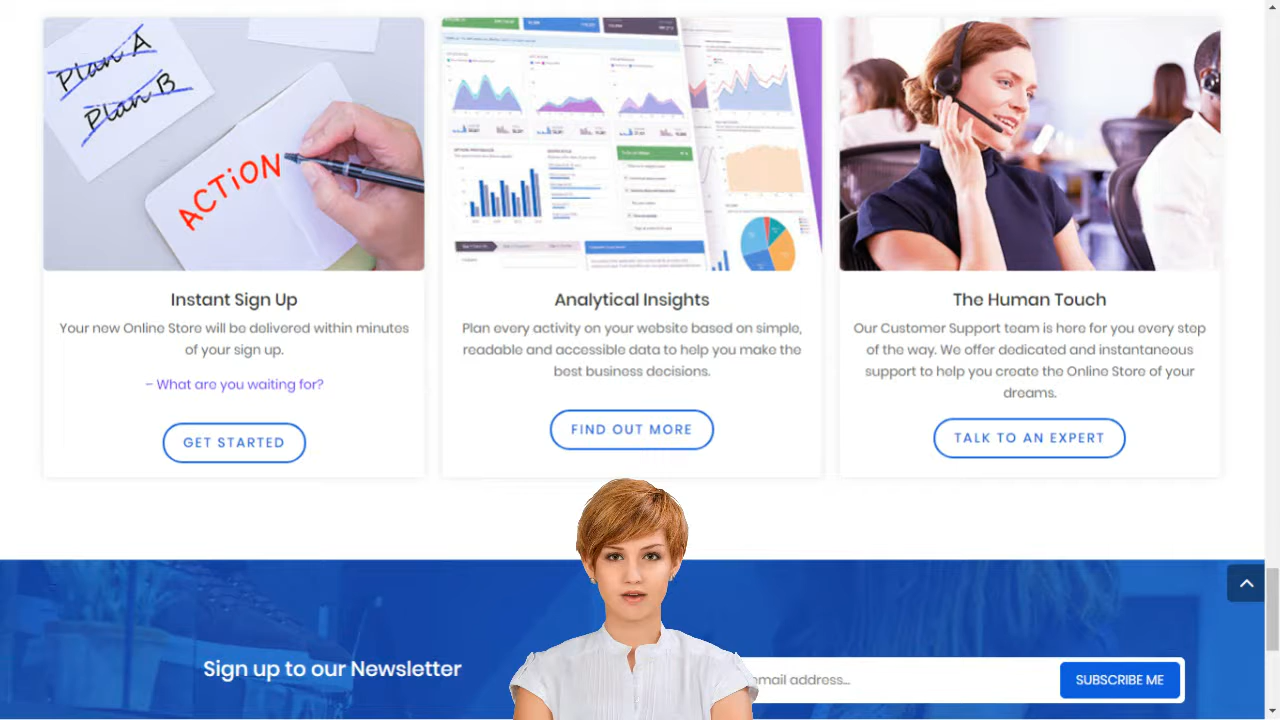 Plan A
Plan B
ACTION
Instant Sign Up
Your new Online Store will be delivered within minutes
of your sign up.
– What are you waiting for?
GET STARTED
Analytical Insights
Plan every activity on your website based on simple,
readable and accessible data to help you make the
best business decisions.
FIND OUT MORE
The Human Touch
Our Customer Support team is here for you every step
of the way. We offer dedicated and instantaneous
support to help you create the Online Store of your
dreams.
TALK TO AN EXPERT
Sign up to our Newsletter
address...
SUBSCRIBE ME